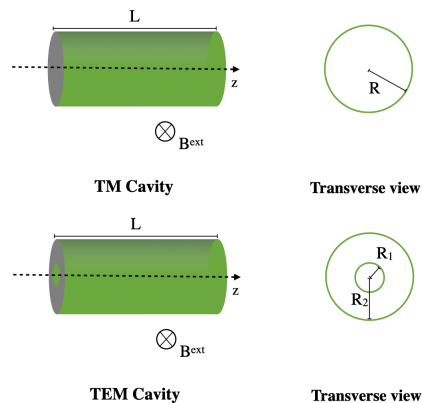 L
z
R
B^ext
TM Cavity
Transverse view
L
z
R₁
R₂
B^ext
TEM Cavity
Transverse view